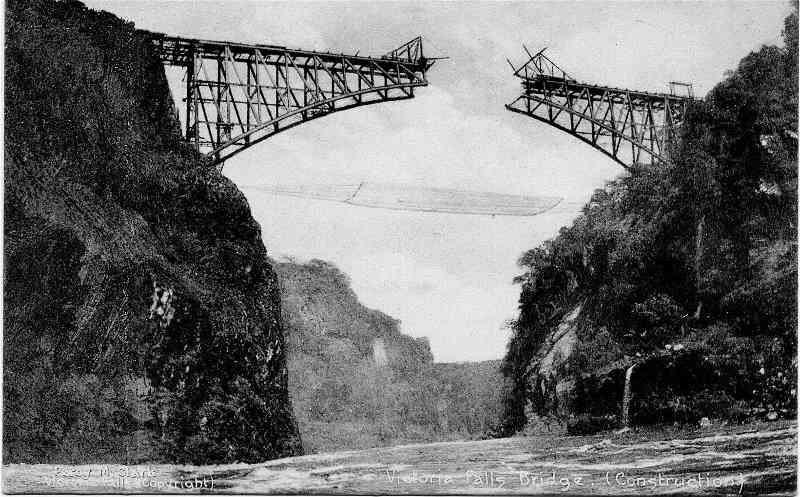 Percy M. Clark
Victoria Falls (Copyright)
Victoria Falls Bridge. (Construction)